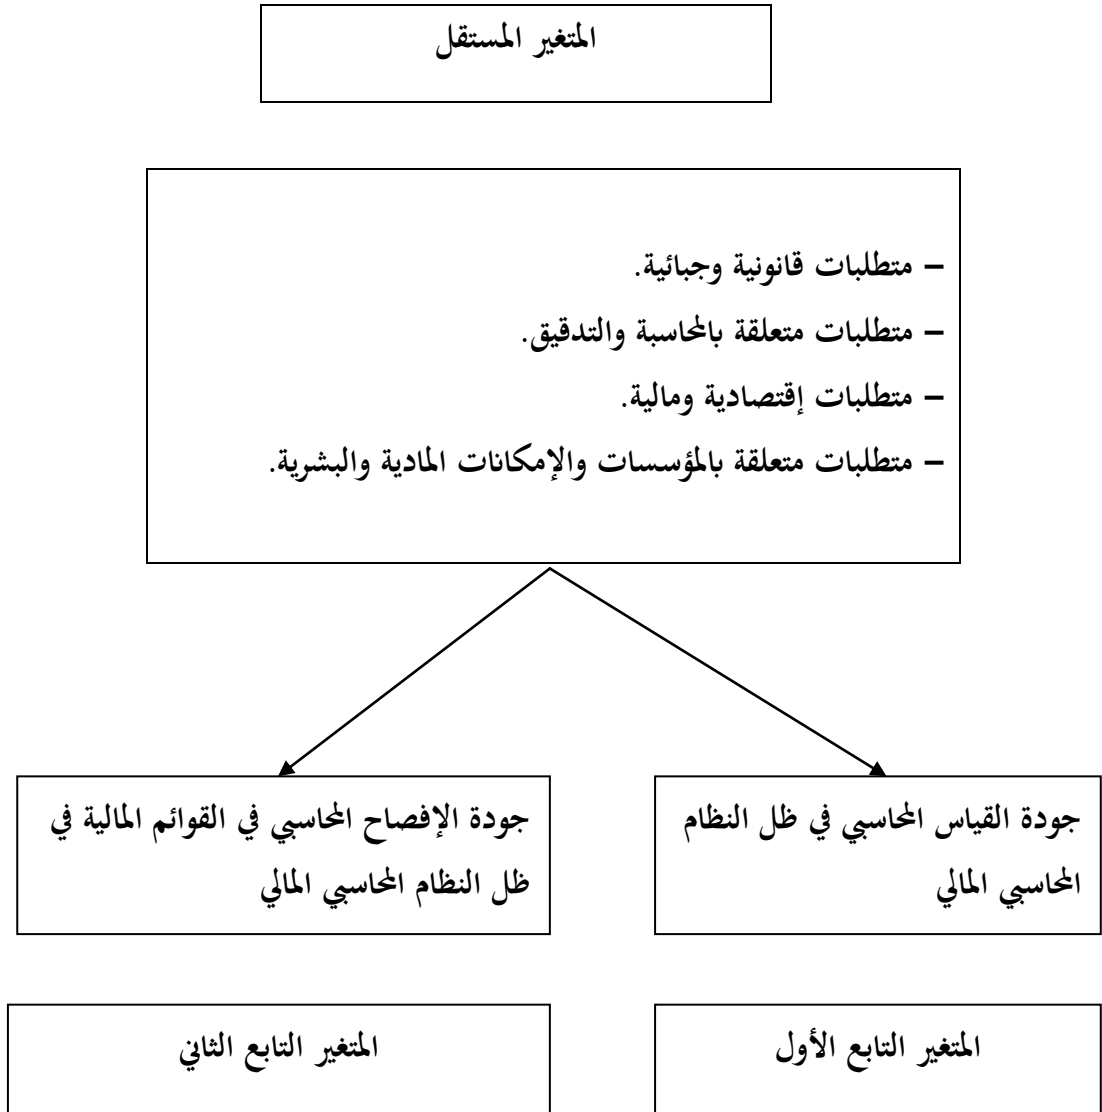 المتغير المستقل
– متطلبات قانونية وجبائية.
– متطلبات متعلقة بالمحاسبة والتدقيق.
– متطلبات إقتصادية ومالية.
– متطلبات متعلقة بالمؤسسات والإمكانات المادية والبشرية.
جودة القياس المحاسبي في ظل النظام
المحاسبي المالي
جودة الإفصاح المحاسبي في القوائم المالية في
ظل النظام المحاسبي المالي
المتغير التابع الأول
المتغير التابع الثاني